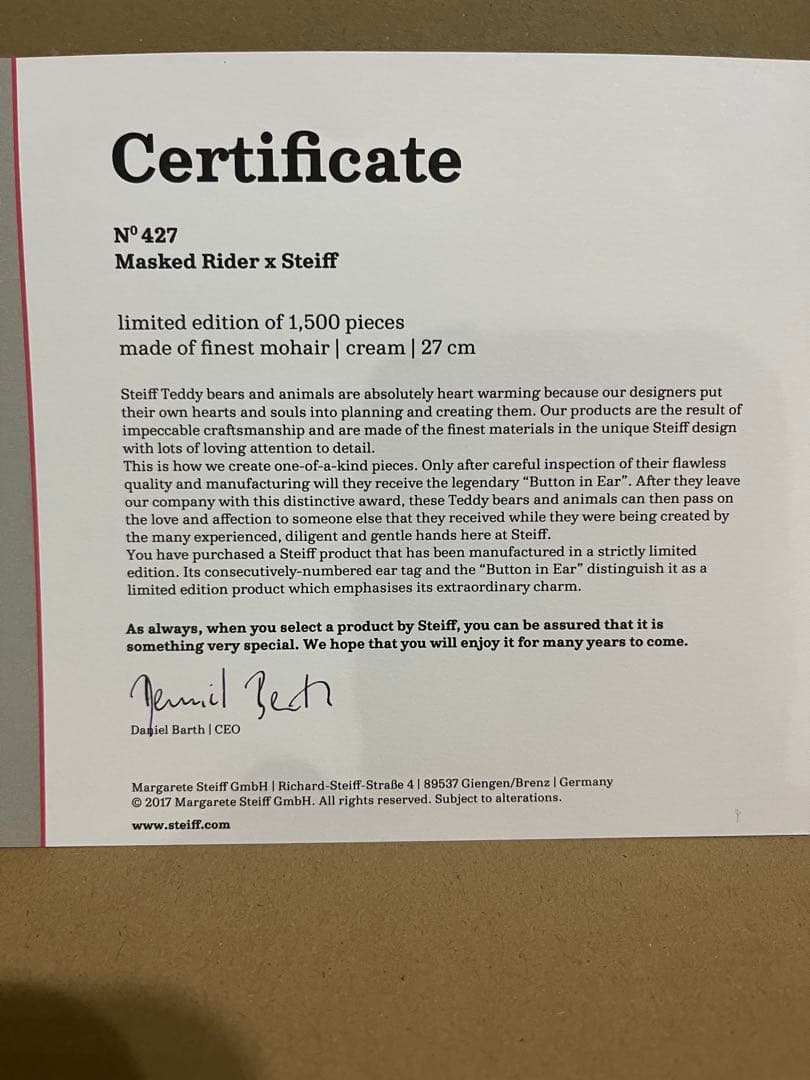 Certificate
Nº 427
Masked Rider x Steiff
limited edition of 1,500 pieces
made of finest mohair | cream | 27 cm
Steiff Teddy bears and animals are absolutely heart warming because our designers put
their own hearts and souls into planning and creating them. Our products are the result of
impeccable craftsmanship and are made of the finest materials in the unique Steiff design
with lots of loving attention to detail.
This is how we create one-of-a-kind pieces. Only after careful inspection of their flawless
quality and manufacturing will they receive the legendary “Button in Ear”. After they leave
our company with this distinctive award, these Teddy bears and animals can then pass on
the love and affection to someone else that they received while they were being created by
the many experienced, diligent and gentle hands here at Steiff.
You have purchased a Steiff product that has been manufactured in a strictly limited
edition. Its consecutively-numbered ear tag and the “Button in Ear” distinguish it as a
limited edition product which emphasises its extraordinary charm.
As always, when you select a product by Steiff, you can be assured that it is
something very special. We hope that you will enjoy it for many years to come.
Daniel Barth | CEO
Margarete Steiff GmbH | Richard-Steiff-Straße 4 | 89537 Giengen/Brenz | Germany
© 2017 Margarete Steiff GmbH. All rights reserved. Subject to alterations.
www.steiff.com